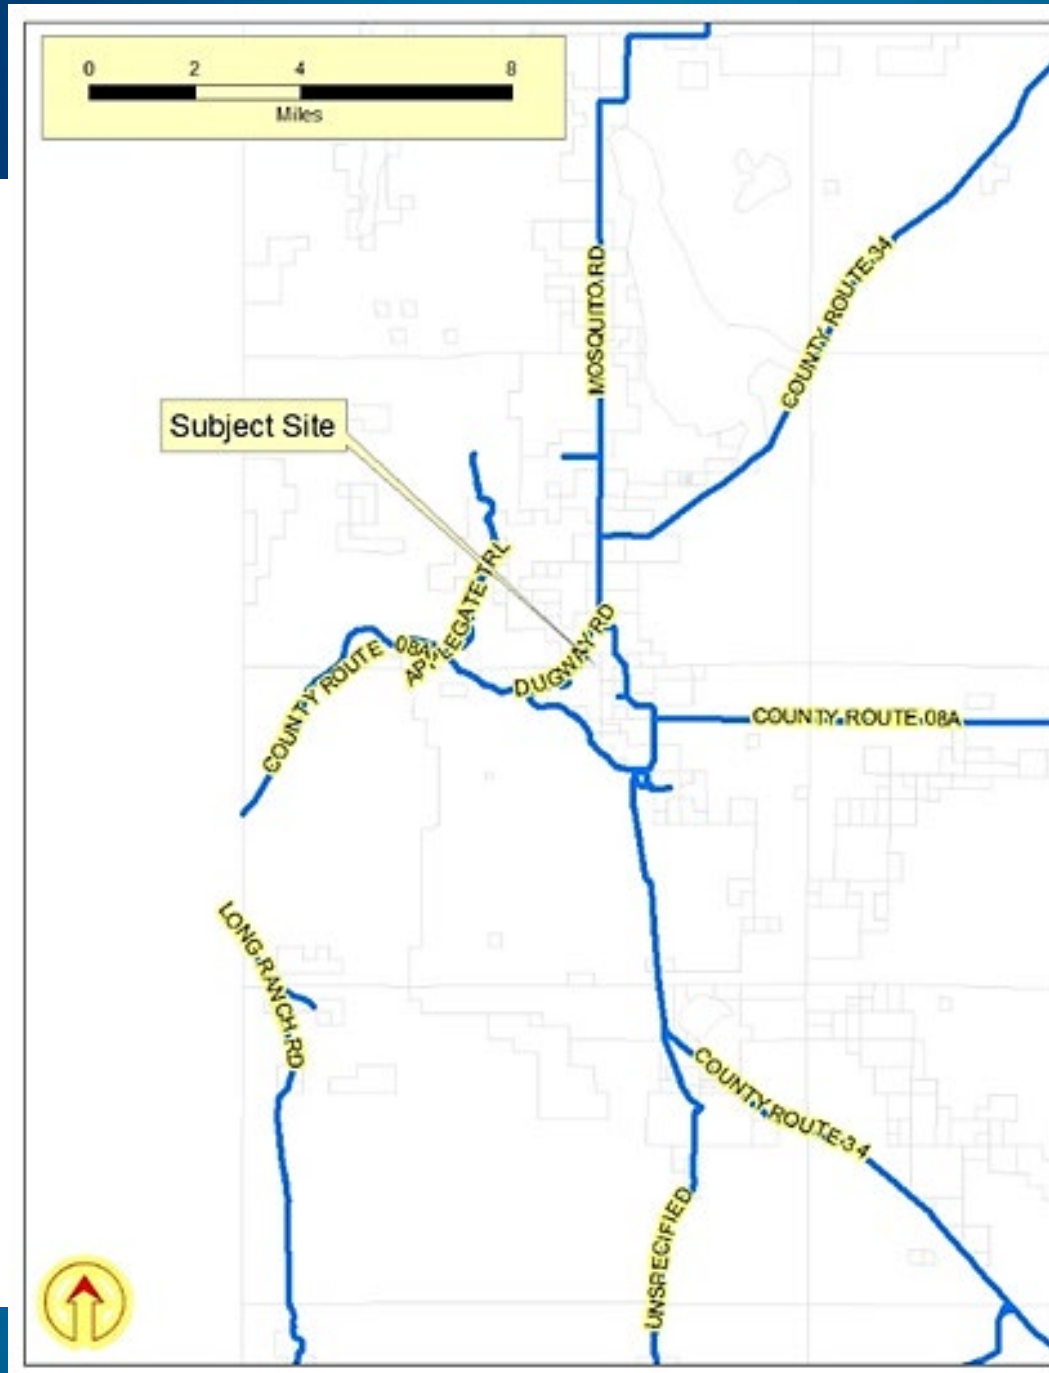 0 2 4 8
Miles
MOSQUITO RD
COUNTY ROUTE 34
Subject Site
APPLEGATE TRL
DUGWAY RD
COUNTY ROUTE 08A
COUNTY ROUTE 08A
LONG RANCH RD
COUNTY ROUTE 34
UNSPECIFIED